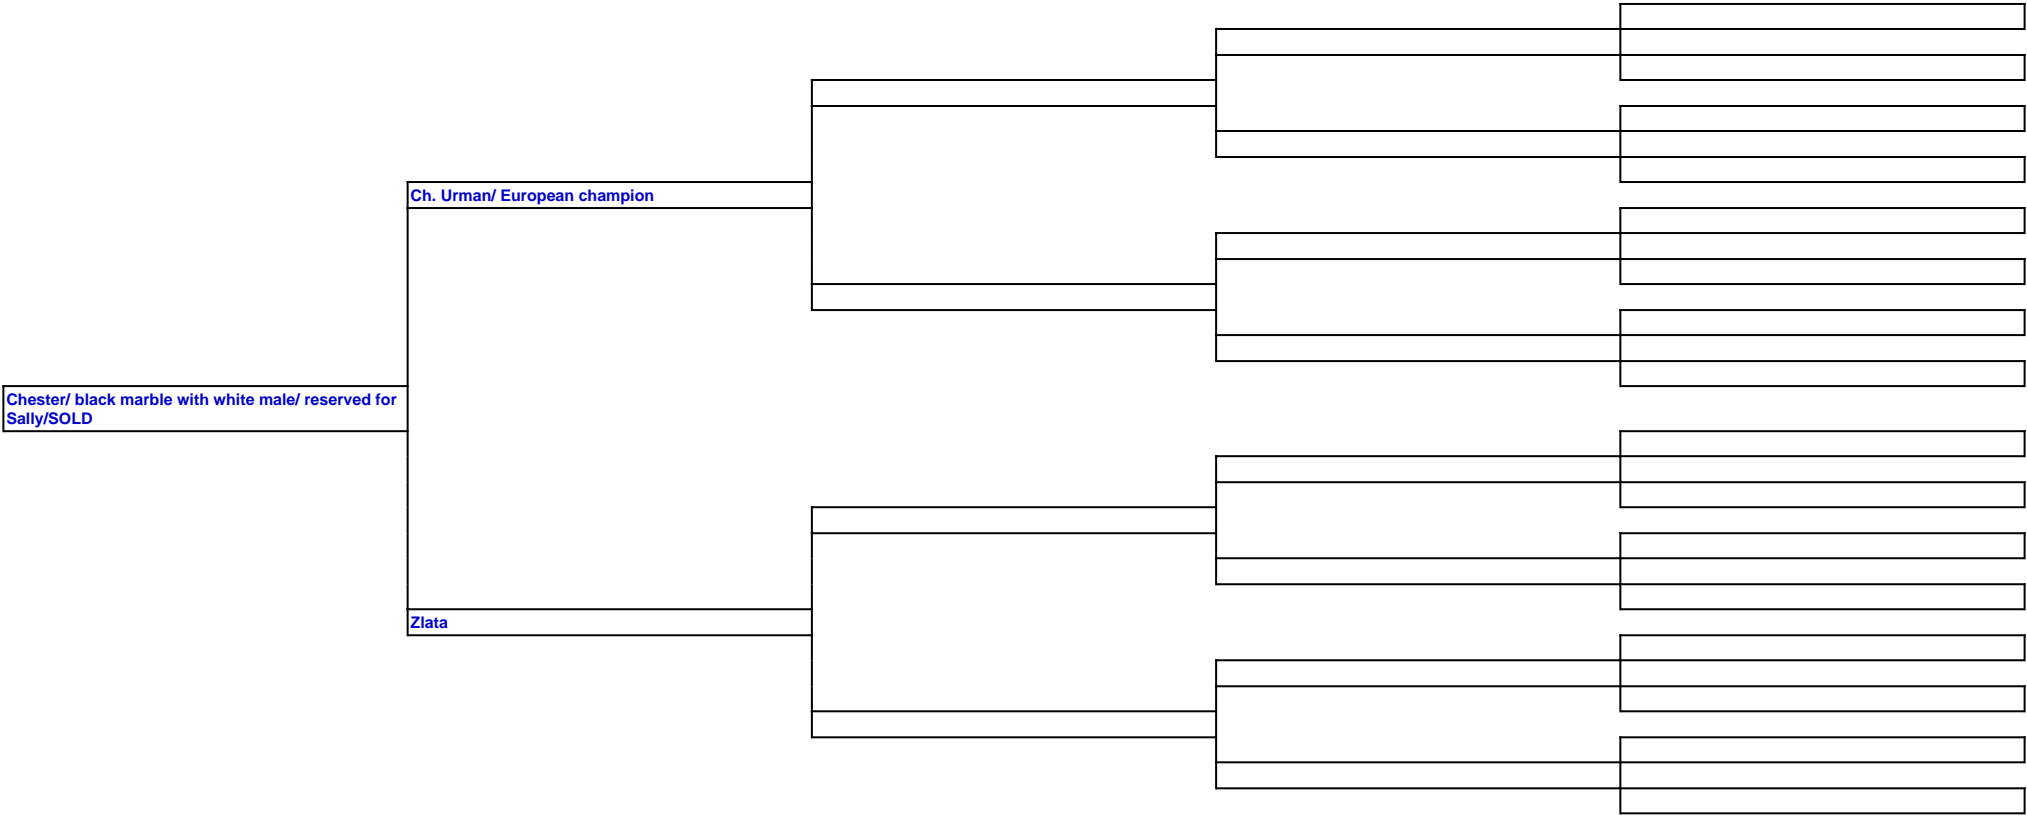 Ch. Urman/ European champion
Chester/ black marble with white male/ reserved for
Sally/SOLD
Zlata